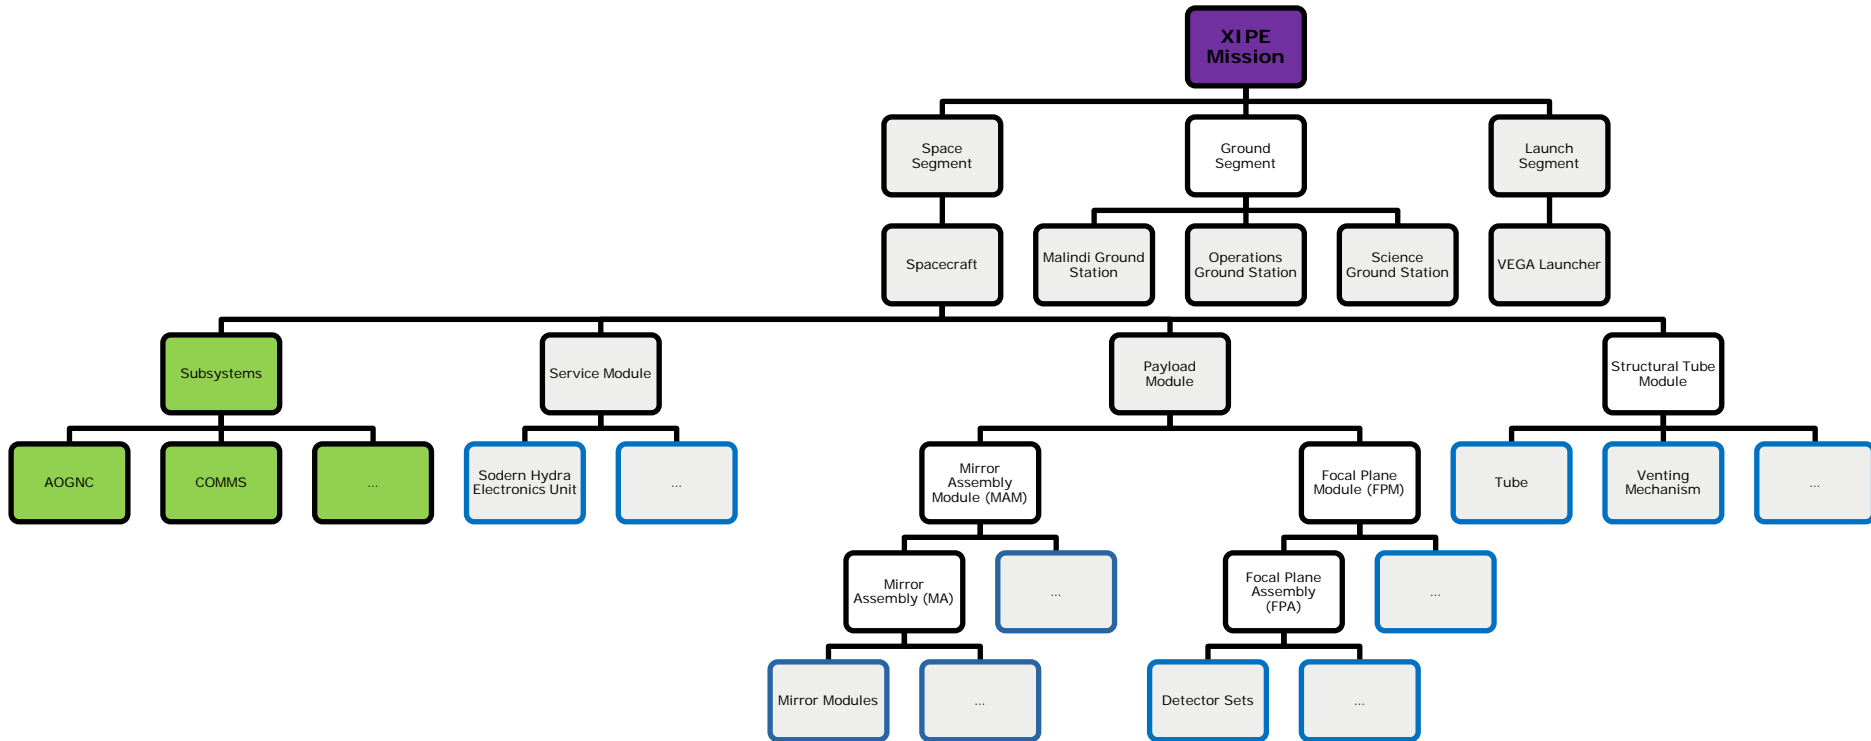 XIPE
Mission
Space
Segment
Ground
Segment
Launch
Segment
Spacecraft
Malindi Ground
Station
Operations
Ground Station
Science
Ground Station
VEGA Launcher
Subsystems
Service Module
Payload
Module
Structural Tube
Module
AOGNC
COMMS
...
Sodern Hydra
Electronics Unit
...
Mirror
Assembly
Module (MAM)
Focal Plane
Module (FPM)
Tube
Venting
Mechanism
...
Mirror
Assembly (MA)
...
Focal Plane
Assembly
(FPA)
...
Mirror Modules
...
Detector Sets
...